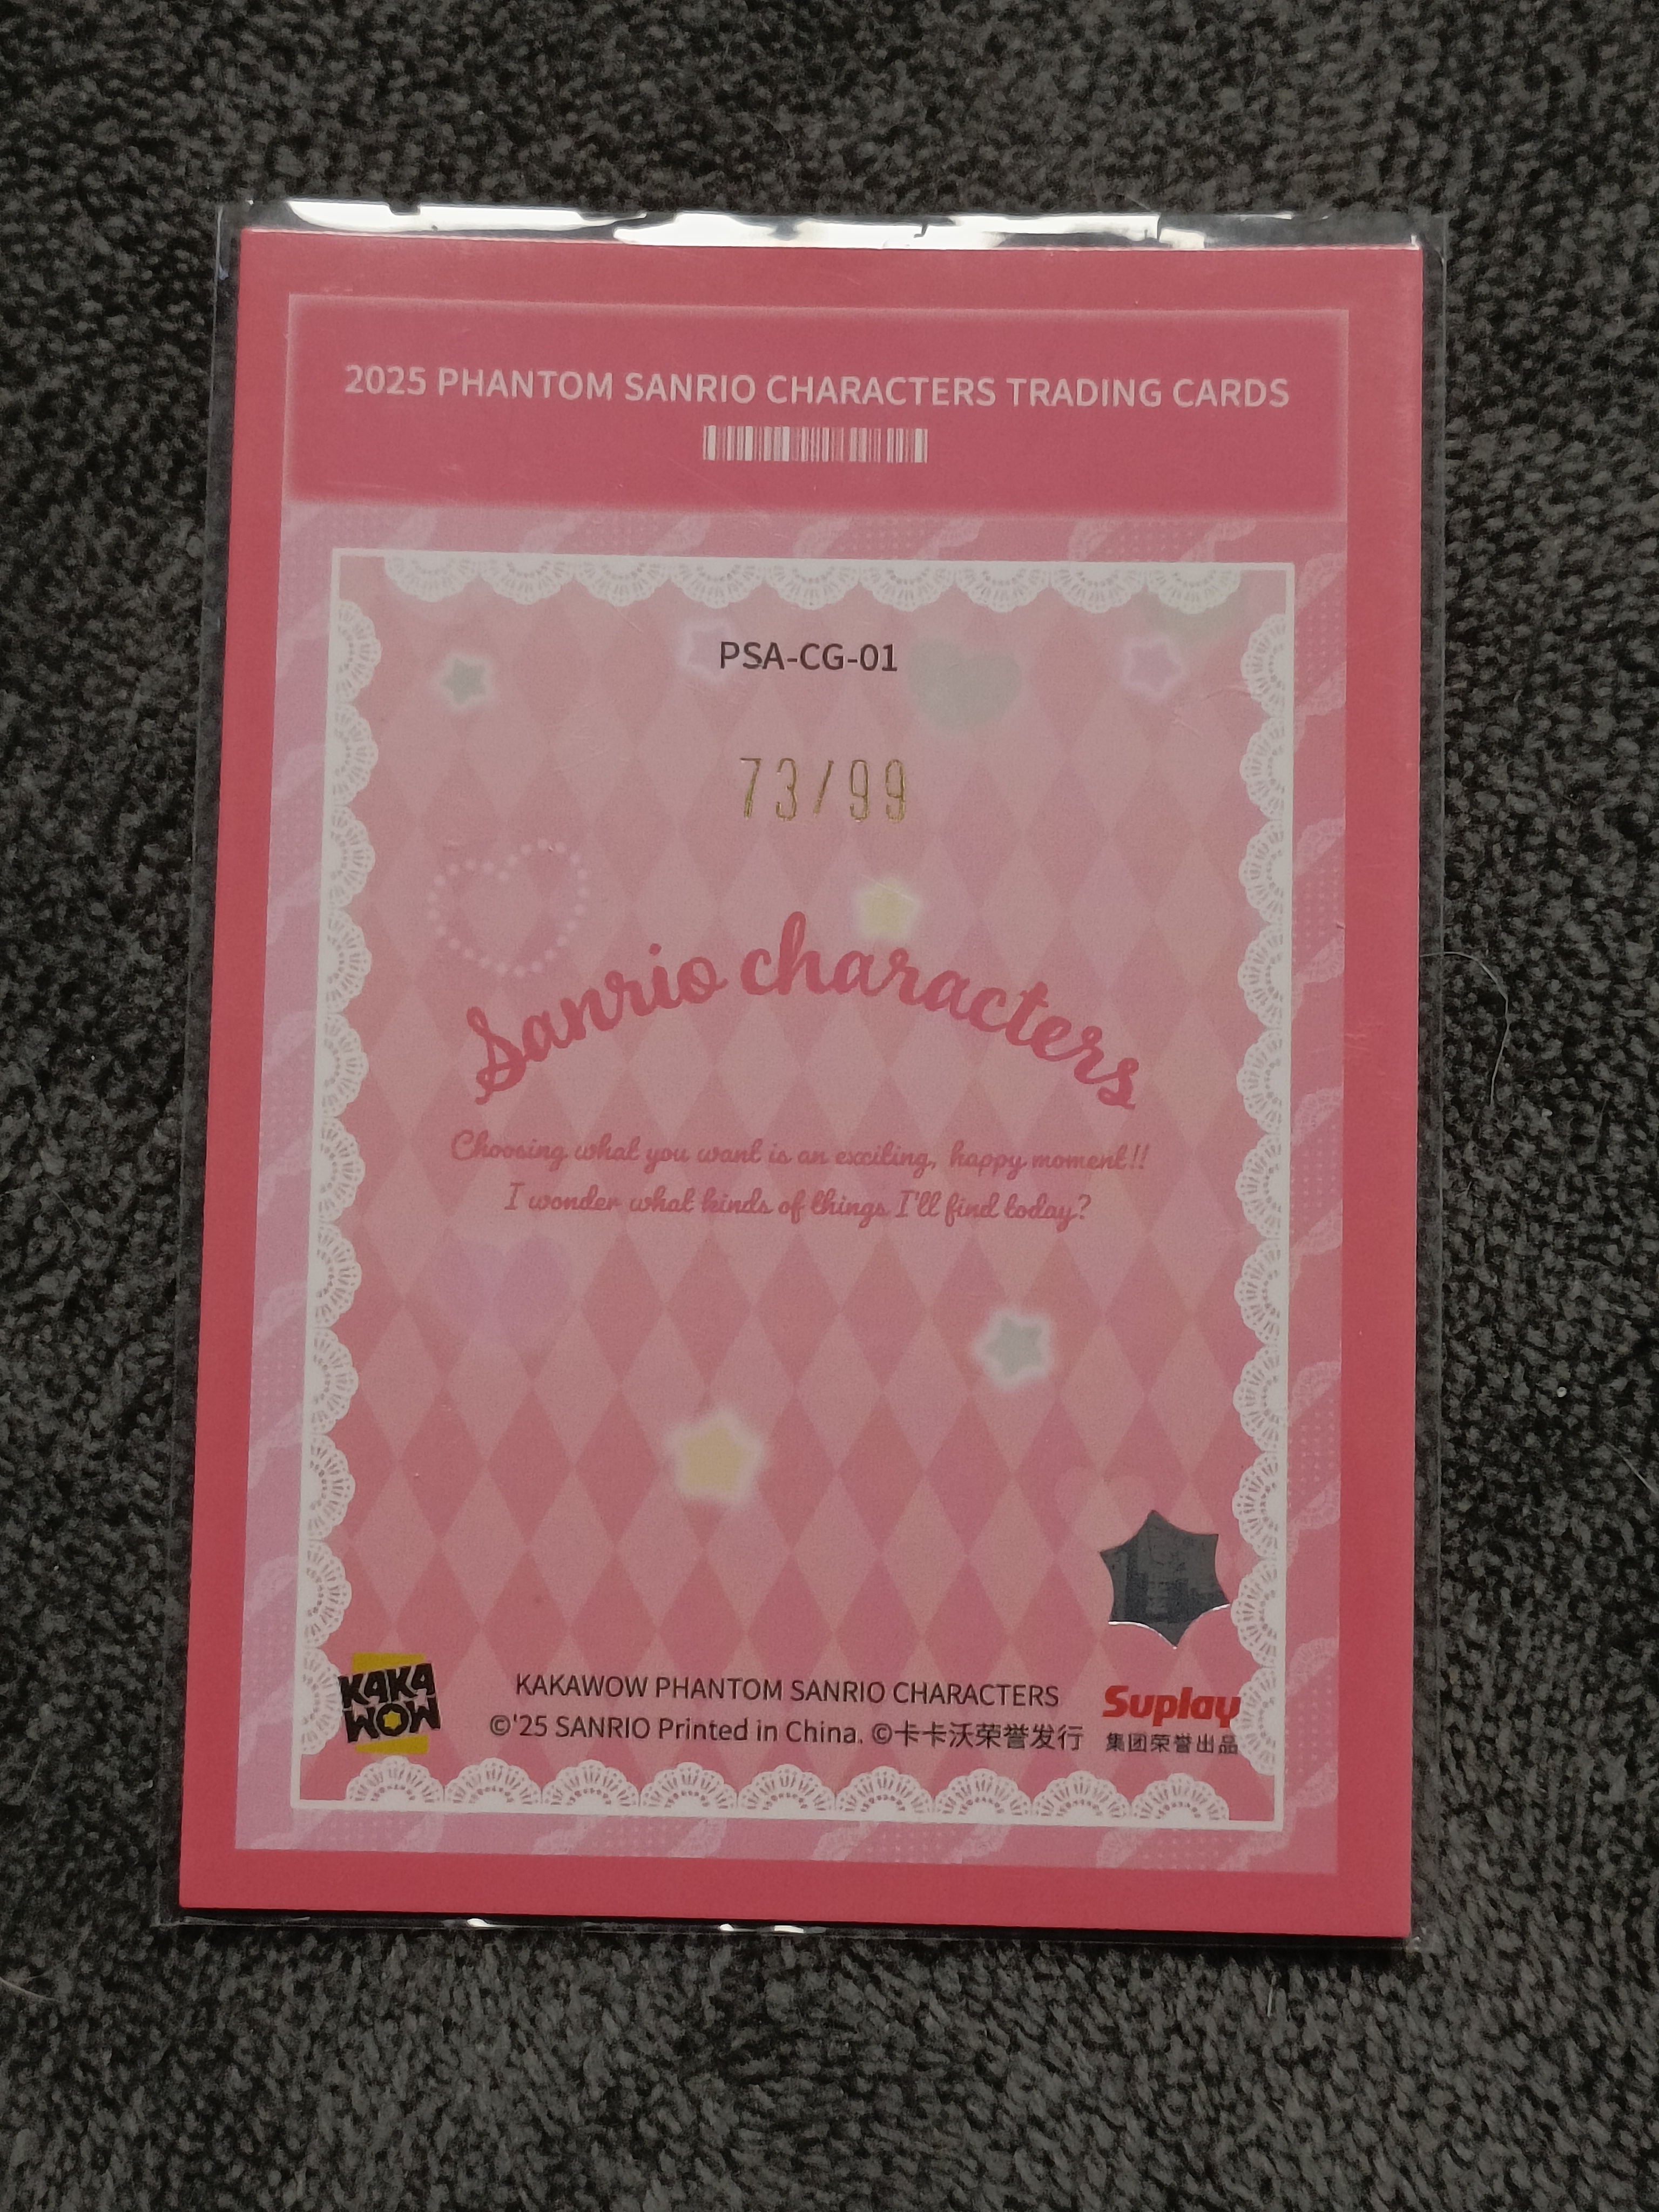 2025 PHANTOM SANRIO CHARACTERS TRADING CARDS
PSA-CG-01
73/99
Sanrio characters
Choosing what you want is an exciting, happy moment!!
I wonder what kinds of things I'll find today?
KAKA
WOW
KAKAWOW PHANTOM SANRIO CHARACTERS
©'25 SANRIO Printed in China. ©卡卡沃荣誉发行
Suplay
集团荣誉出品